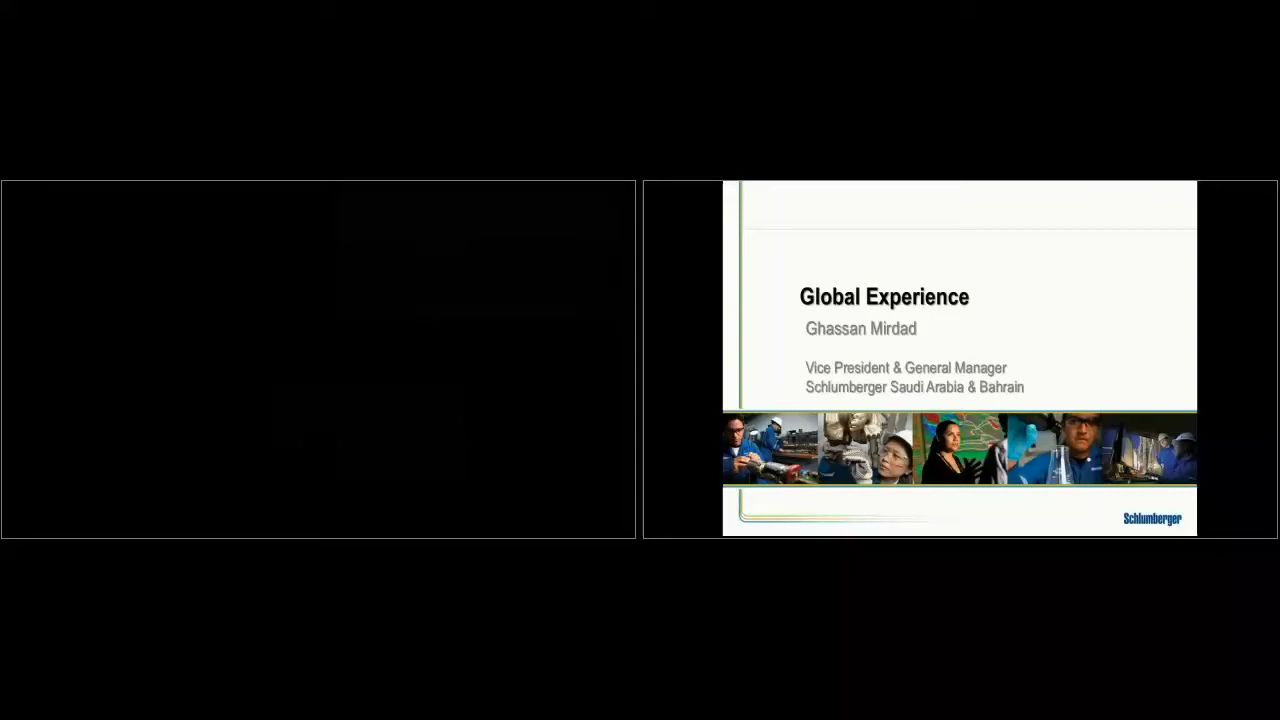 Global Experience
Ghassan Mirdad
Vice President & General Manager
Schlumberger Saudi Arabia & Bahrain
Schlumberger